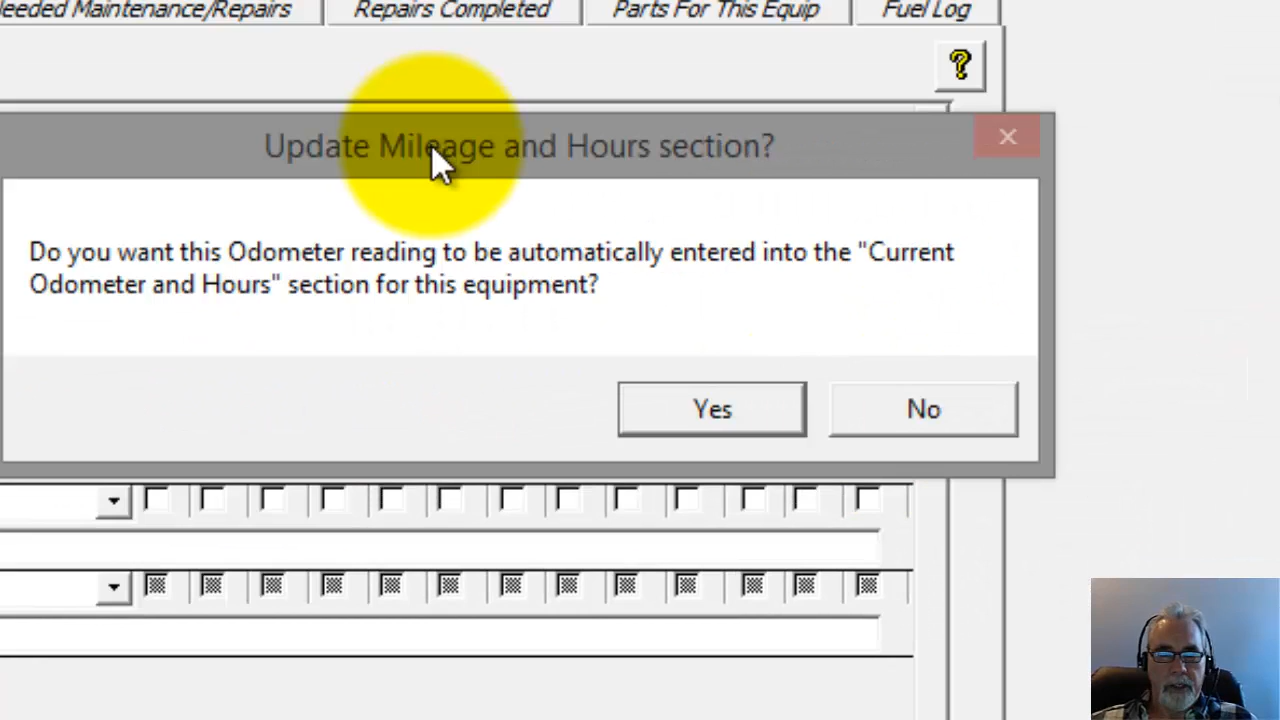 Needed Maintenance/Repairs
Repairs Completed
Parts For This Equip
Fuel Log
?
Update Mileage and Hours section?
Do you want this Odometer reading to be automatically entered into the "Current
Odometer and Hours" section for this equipment?
Yes
No